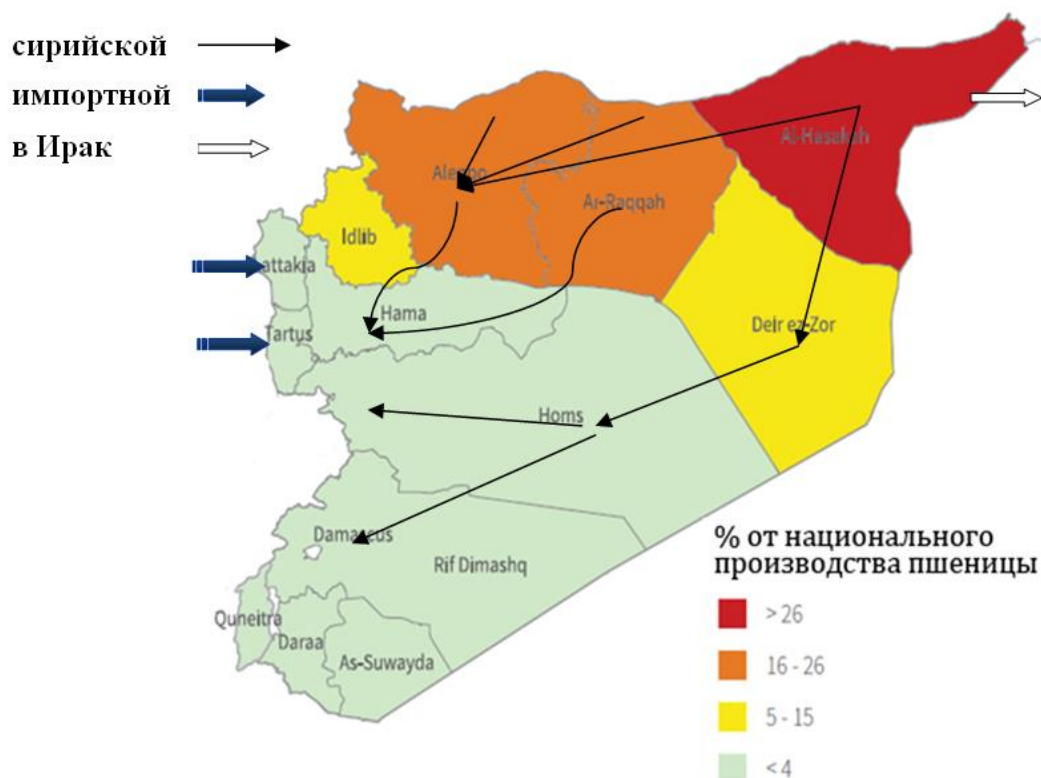 сирийской
импортной
в Ирак
Al-Hasakah
Aleppo
Ar-Raqqah
Idlib
attakia
Hama
Tartus
Deir ez-Zor
Homs
Damascus
Rif Dimashq
Quneitra
Daraa
As-Suwayda
% от национального
производства пшеницы
> 26
16 - 26
5 - 15
< 4